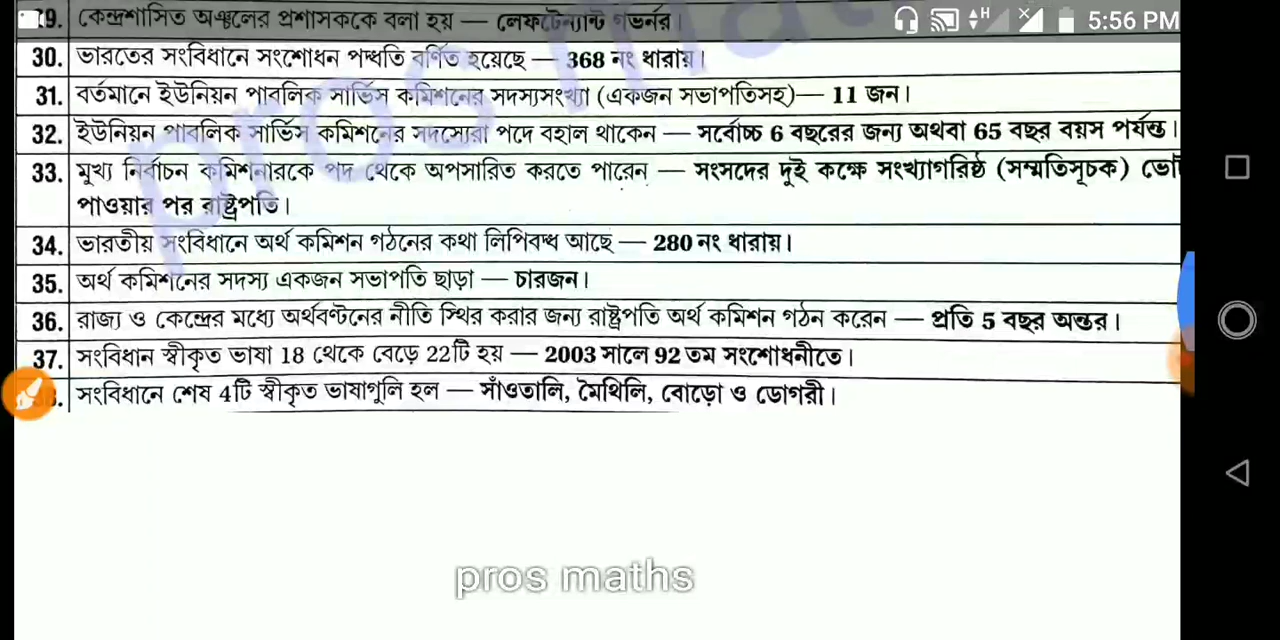 29. কেন্দ্রশাসিত অঞ্চলের প্রশাসককে বলা হয় — লেফটেন্যান্ট গভর্নর।
5:56 PM
30. ভারতের সংবিধানে সংশোধন পদ্ধতি বর্ণিত হয়েছে — 368 নং ধারায়।
31. বর্তমানে ইউনিয়ন পাবলিক সার্ভিস কমিশনের সদস্যসংখ্যা (একজন সভাপতিসহ)— 11 জন।
32. ইউনিয়ন পাবলিক সার্ভিস কমিশনের সদস্যেরা পদে বহাল থাকেন — সর্বোচ্চ 6 বছরের জন্য অথবা 65 বছর বয়স পর্যন্ত।
33. মুখ্য নির্বাচন কমিশনারকে পদ থেকে অপসারিত করতে পারেন — সংসদের দুই কক্ষে সংখ্যাগরিষ্ঠ (সম্মতিসূচক) ভোট
পাওয়ার পর রাষ্ট্রপতি।
34. ভারতীয় সংবিধানে অর্থ কমিশন গঠনের কথা লিপিবদ্ধ আছে — 280 নং ধারায়।
35. অর্থ কমিশনের সদস্য একজন সভাপতি ছাড়া — চারজন।
36. রাজ্য ও কেন্দ্রের মধ্যে অর্থবণ্টনের নীতি স্থির করার জন্য রাষ্ট্রপতি অর্থ কমিশন গঠন করেন — প্রতি 5 বছর অন্তর।
37. সংবিধান স্বীকৃত ভাষা 18 থেকে বেড়ে 22টি হয় — 2003 সালে 92 তম সংশোধনীতে।
38. সংবিধানে শেষ 4টি স্বীকৃত ভাষাগুলি হল — সাঁওতালি, মৈথিলি, বোড়ো ও ডোগরী।
pros maths